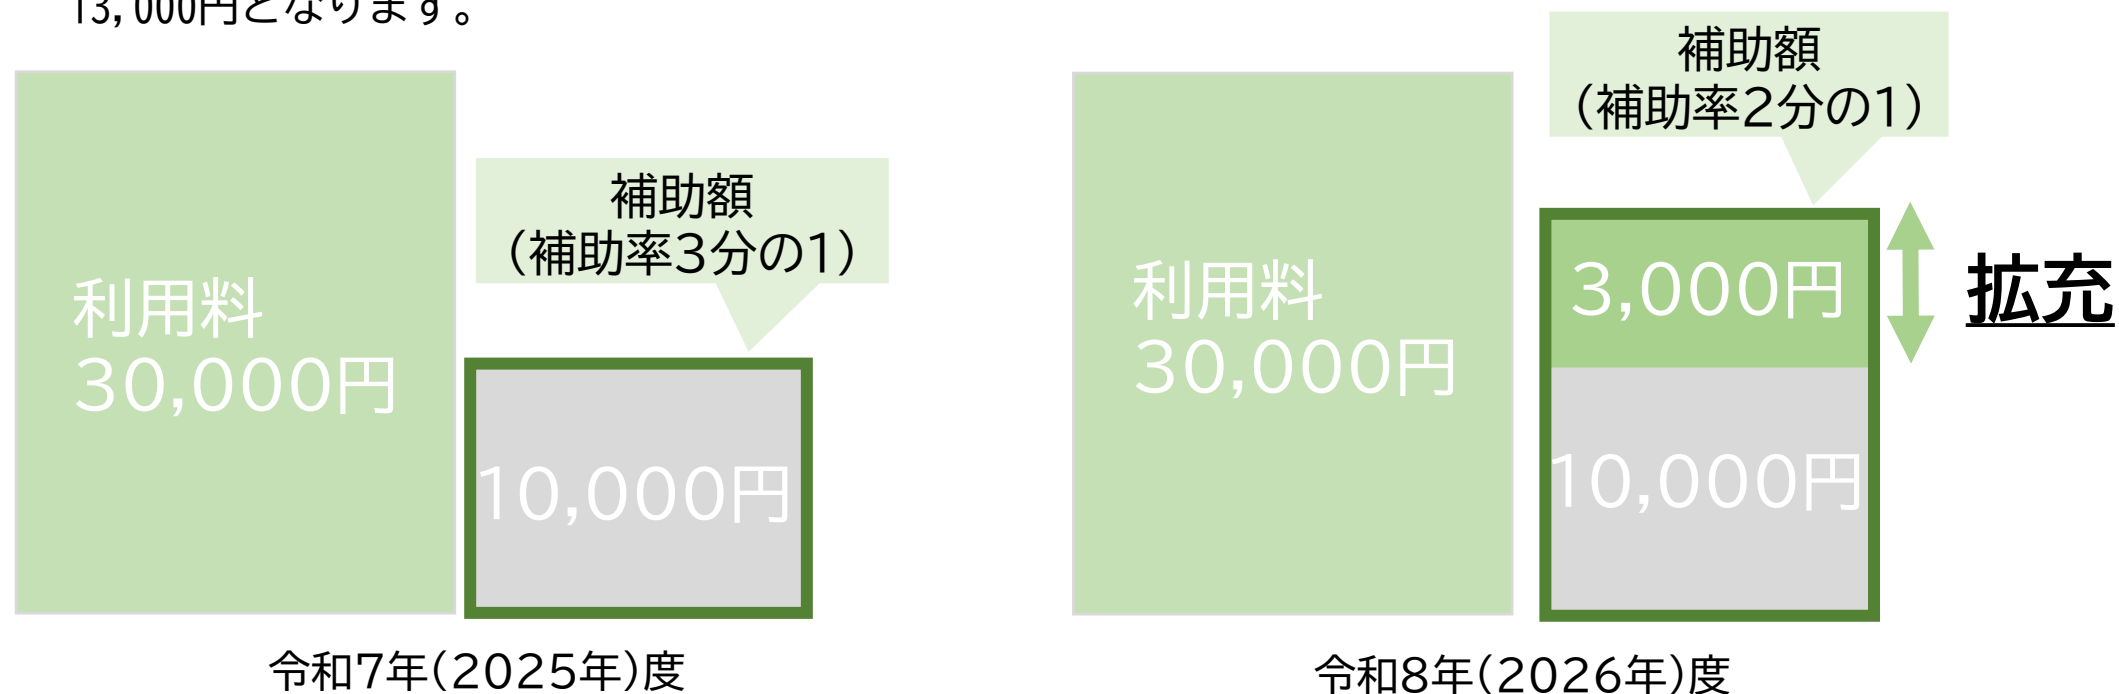 13,000円となります。
補助額
（補助率3分の1）
利用料
30,000円
10,000円
令和7年(2025年)度
補助額
（補助率2分の1）
利用料
30,000円
3,000円
10,000円
拡充
令和8年(2026年)度